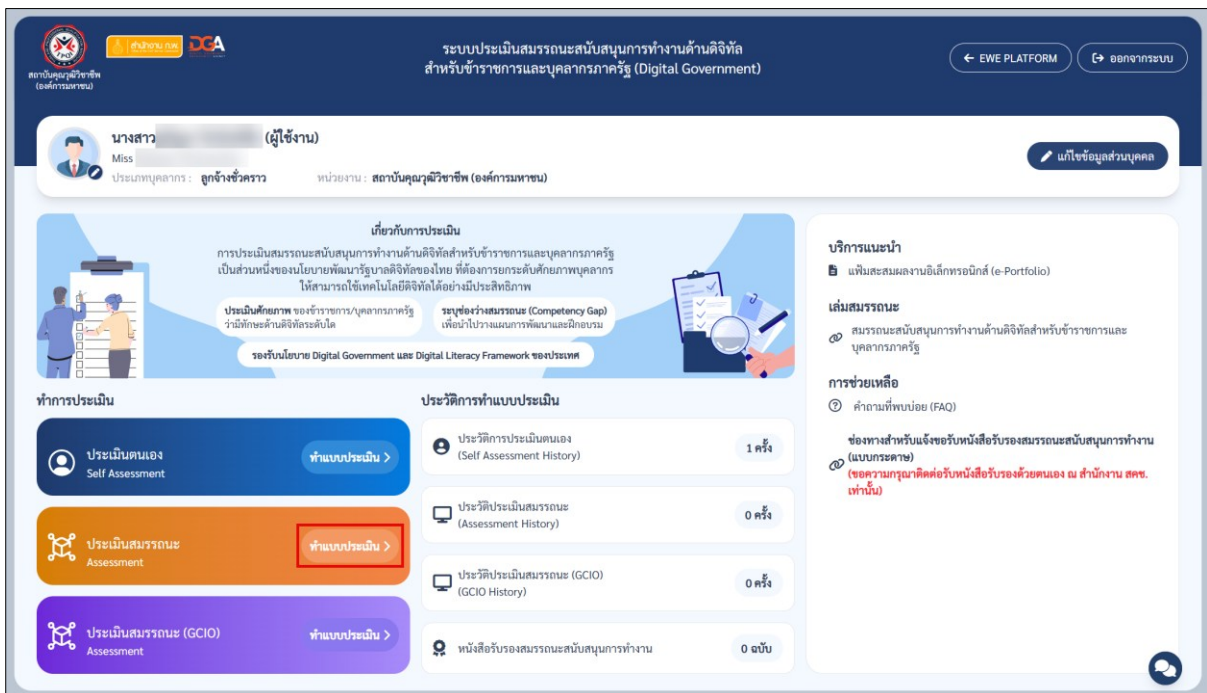 สถาบันคุณวุฒิวิชาชีพ
(องค์การมหาชน)
สำนักงาน ก.พ.
DGA
ระบบประเมินสมรรถนะสนับสนุนการทำงานด้านดิจิทัล
สำหรับข้าราชการและบุคลากรภาครัฐ (Digital Government)
EWE PLATFORM
ออกจากระบบ
นางสาว (ผู้ใช้งาน)
Miss
ประเภทบุคลากร : ลูกจ้างชั่วคราว หน่วยงาน : สถาบันคุณวุฒิวิชาชีพ (องค์การมหาชน)
แก้ไขข้อมูลส่วนบุคคล
เกี่ยวกับการประเมิน
การประเมินสมรรถนะสนับสนุนการทำงานด้านดิจิทัลสำหรับข้าราชการและบุคลากรภาครัฐ
เป็นส่วนหนึ่งของนโยบายพัฒนารัฐบาลดิจิทัลของไทย ที่ต้องการยกระดับศักยภาพบุคลากร
ให้สามารถใช้เทคโนโลยีดิจิทัลได้อย่างมีประสิทธิภาพ
ประเมินศักยภาพ ของข้าราชการ/บุคลากรภาครัฐ
ว่ามีทักษะด้านดิจิทัลระดับใด
ระบุช่องว่างสมรรถนะ (Competency Gap)
เพื่อนำไปวางแผนการพัฒนาและฝึกอบรม
รองรับนโยบาย Digital Government และ Digital Literacy Framework ของประเทศ
ทำการประเมิน
ประเมินตนเอง
Self Assessment
ทำแบบประเมิน >
ประเมินสมรรถนะ
Assessment
ทำแบบประเมิน >
ประเมินสมรรถนะ (GCIO)
Assessment
ทำแบบประเมิน >
ประวัติการทำแบบประเมิน
ประวัติการประเมินตนเอง
(Self Assessment History)
1 ครั้ง
ประวัติประเมินสมรรถนะ
(Assessment History)
0 ครั้ง
ประวัติประเมินสมรรถนะ (GCIO)
(GCIO History)
0 ครั้ง
หนังสือรับรองสมรรถนะสนับสนุนการทำงาน
0 ฉบับ
บริการแนะนำ
แฟ้มสะสมผลงานอิเล็กทรอนิกส์ (e-Portfolio)
เล่มสมรรถนะ
สมรรถนะสนับสนุนการทำงานด้านดิจิทัลสำหรับข้าราชการและ
บุคลากรภาครัฐ
การช่วยเหลือ
คำถามที่พบบ่อย (FAQ)
ช่องทางสำหรับแจ้งขอรับหนังสือรับรองสมรรถนะสนับสนุนการทำงาน
(แบบกระดาษ)
(ขอความกรุณาติดต่อรับหนังสือรับรองด้วยตนเอง ณ สำนักงาน สคช.
เท่านั้น)